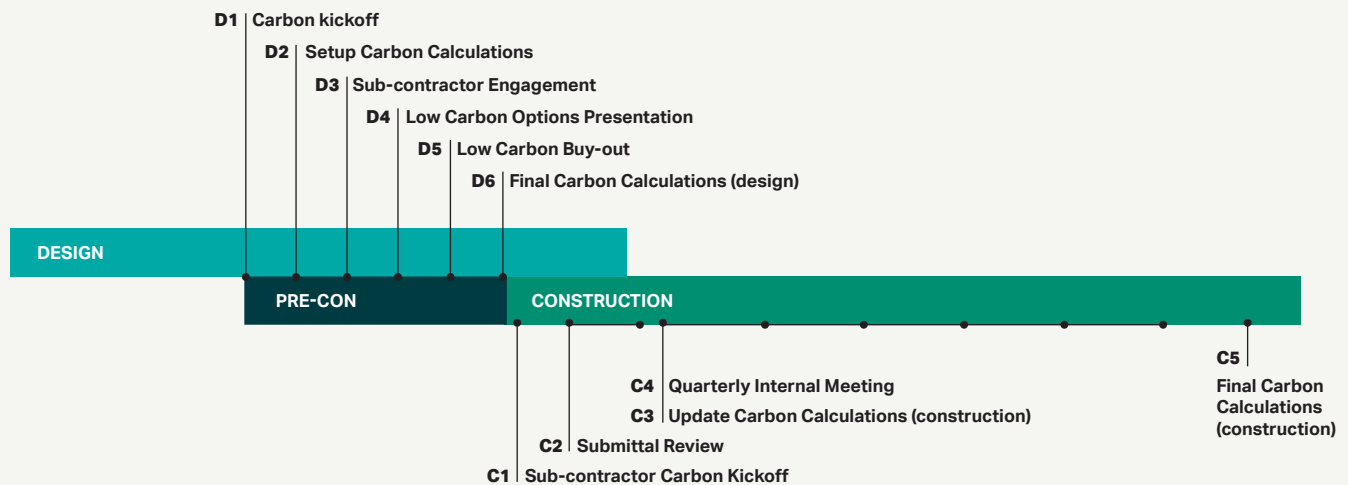 D1 Carbon kickoff
D2 Setup Carbon Calculations
D3 Sub-contractor Engagement
D4 Low Carbon Options Presentation
D5 Low Carbon Buy-out
D6 Final Carbon Calculations (design)
DESIGN
PRE-CON
CONSTRUCTION
C5
Final Carbon
Calculations
(construction)
C4 Quarterly Internal Meeting
C3 Update Carbon Calculations (construction)
C2 Submittal Review
C1 Sub-contractor Carbon Kickoff